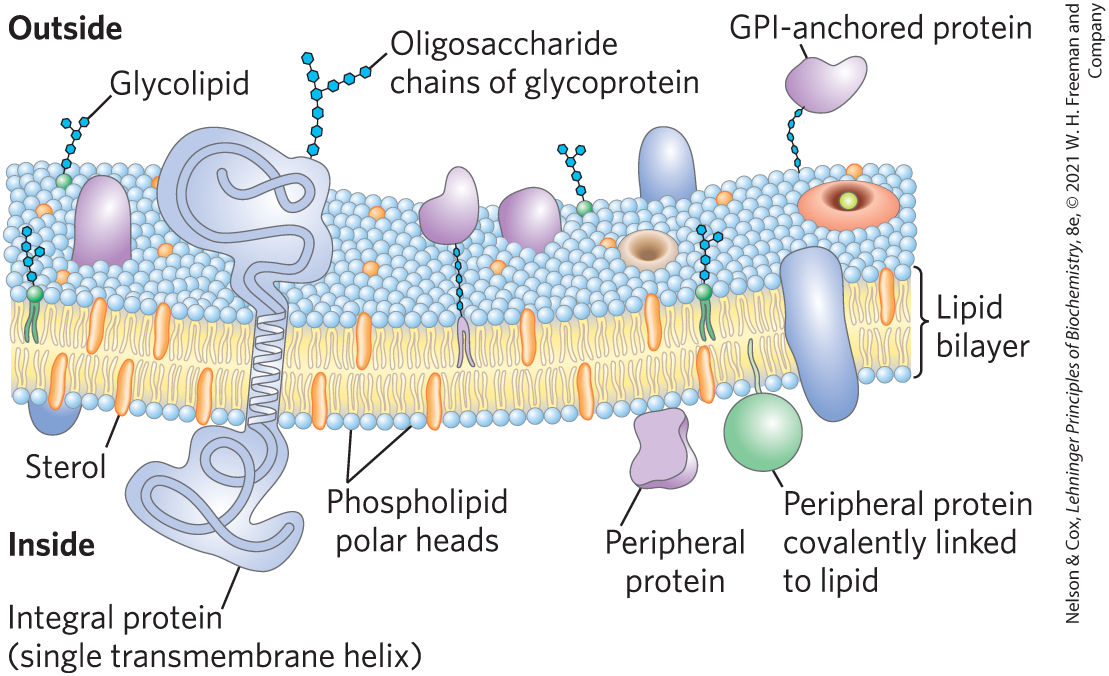 Outside
Glycolipid
Oligosaccharide
chains of glycoprotein
GPI-anchored protein
Lipid
bilayer
Sterol
Phospholipid
polar heads
Inside
Integral protein
(single transmembrane helix)
Peripheral
protein
Peripheral protein
covalently linked
to lipid
Nelson & Cox, Lehninger Principles of Biochemistry, 8e, © 2021 W. H. Freeman and
Company